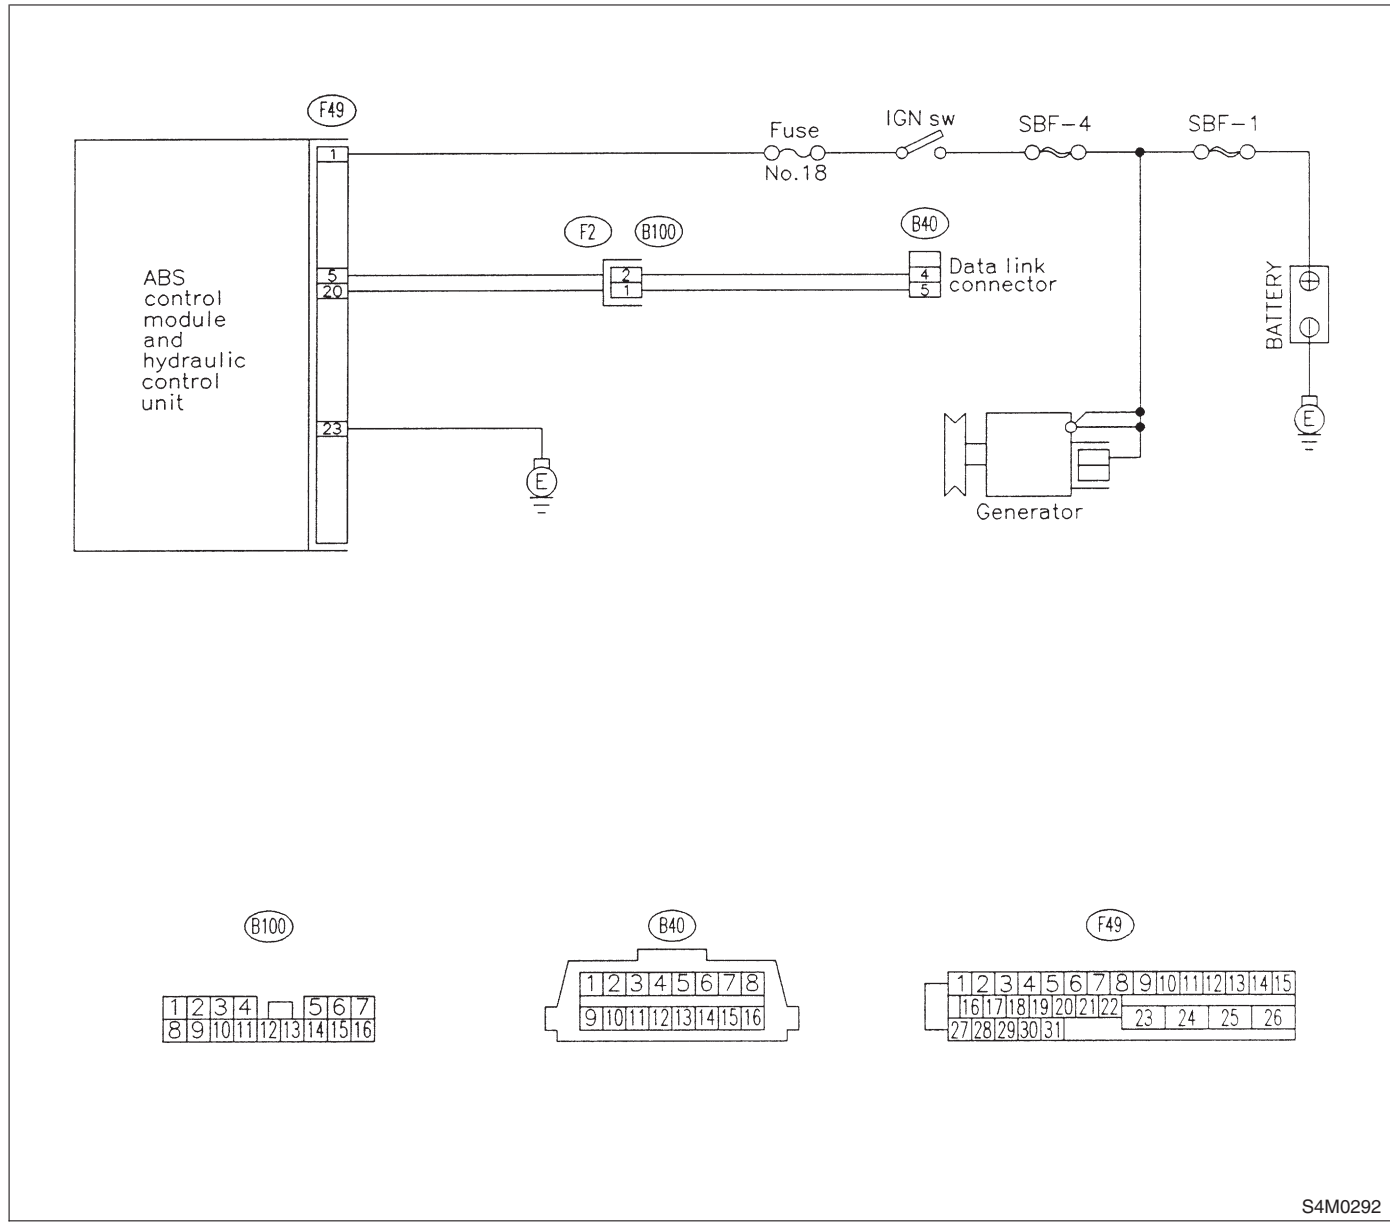 F49
1
Fuse
No.18
IGN sw
SBF-4
SBF-1
F2
B100
B40
5
20
2
1
4
5
Data link
connector
ABS
control
module
and
hydraulic
control
unit
BATTERY
E
23
E
Generator
B100
1 2 3 4 5 6 7
8 9 10 11 12 13 14 15 16
B40
1 2 3 4 5 6 7 8
9 10 11 12 13 14 15 16
F49
1 2 3 4 5 6 7 8 9 10 11 12 13 14 15
16 17 18 19 20 21 22
23 24 25 26
27 28 29 30 31
S4M0292